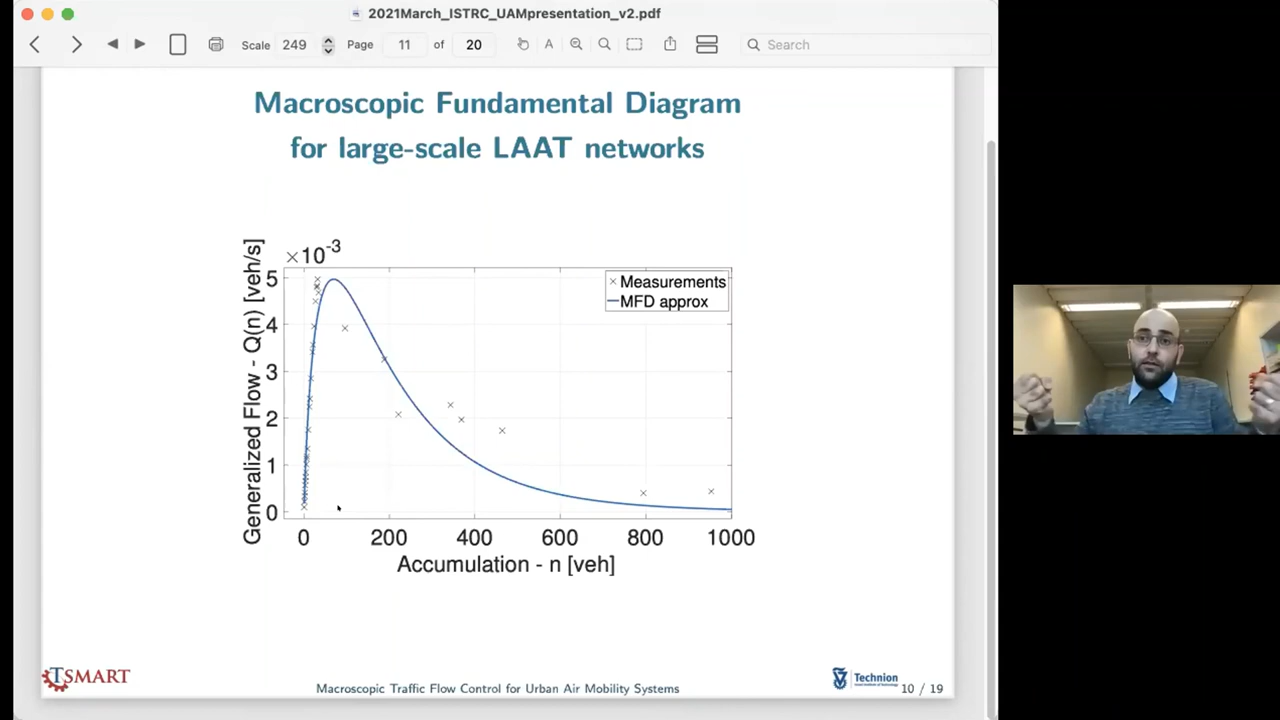 2021March_ISTRC_UAMpresentation_v2.pdf
Scale 249 Page 11 of 20 Search
Macroscopic Fundamental Diagram
for large-scale LAAT networks
×10-3
Generalized Flow - Q(n) [veh/s]
5
4
3
2
1
0
Measurements
MFD approx
0 200 400 600 800 1000
Accumulation - n [veh]
TSMART
Macroscopic Traffic Flow Control for Urban Air Mobility Systems
Technion
10 / 19